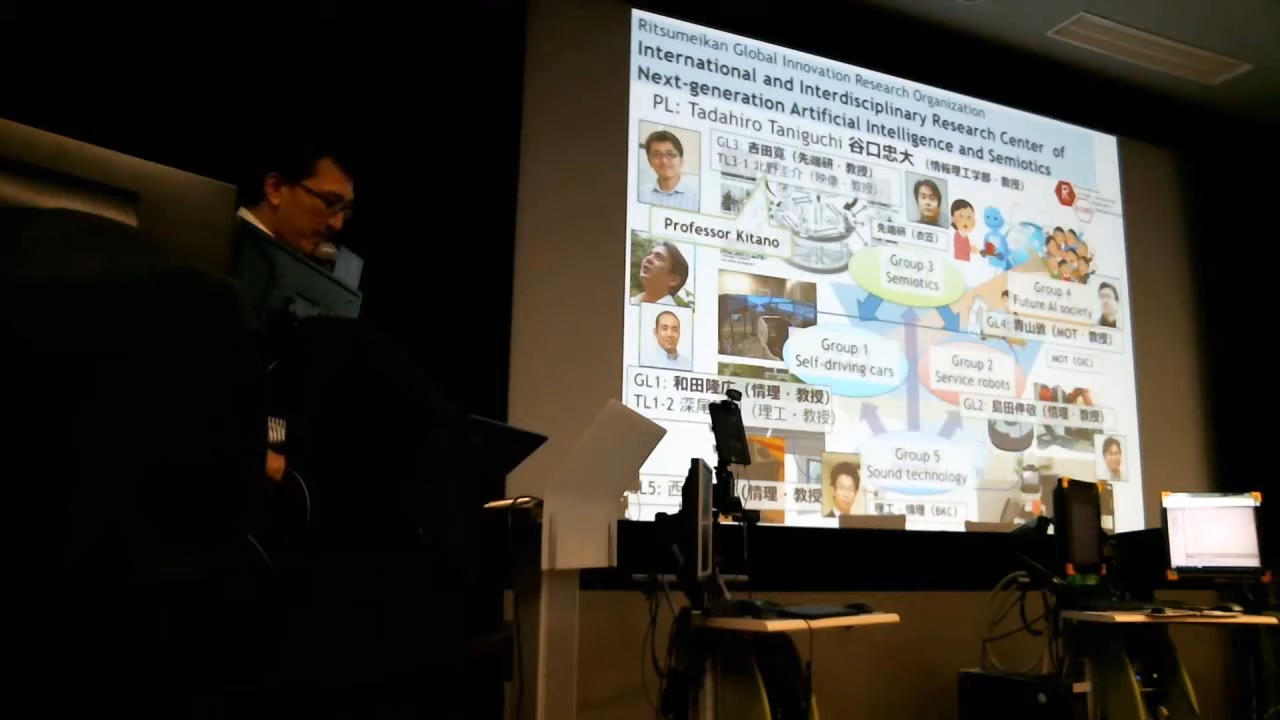 Ritsumeikan Global Innovation Research Organization
International and Interdisciplinary Research Center of
Next-generation Artificial Intelligence and Semiotics
PL: Tadahiro Taniguchi 谷口忠大 (情報理工学部・教授)
GL3: 吉田寛 (先端研・教授)
TL3-1 北野圭介 (映像・教授)
先端研 (衣笠)
Professor Kitano
Group 3
Semiotics
Group 4
Future AI society
GL4: 青山敦 (MOT・教授)
MOT (OIC)
Group 1
Self-driving cars
Group 2
Service robots
GL1: 和田隆広 (情理・教授)
TL1-2 深尾 (理工・教授)
GL2: 島田伸敬 (情理・教授)
Group 5
Sound technology
L5: 西 (情理・教授)
理工・情理 (BKC)